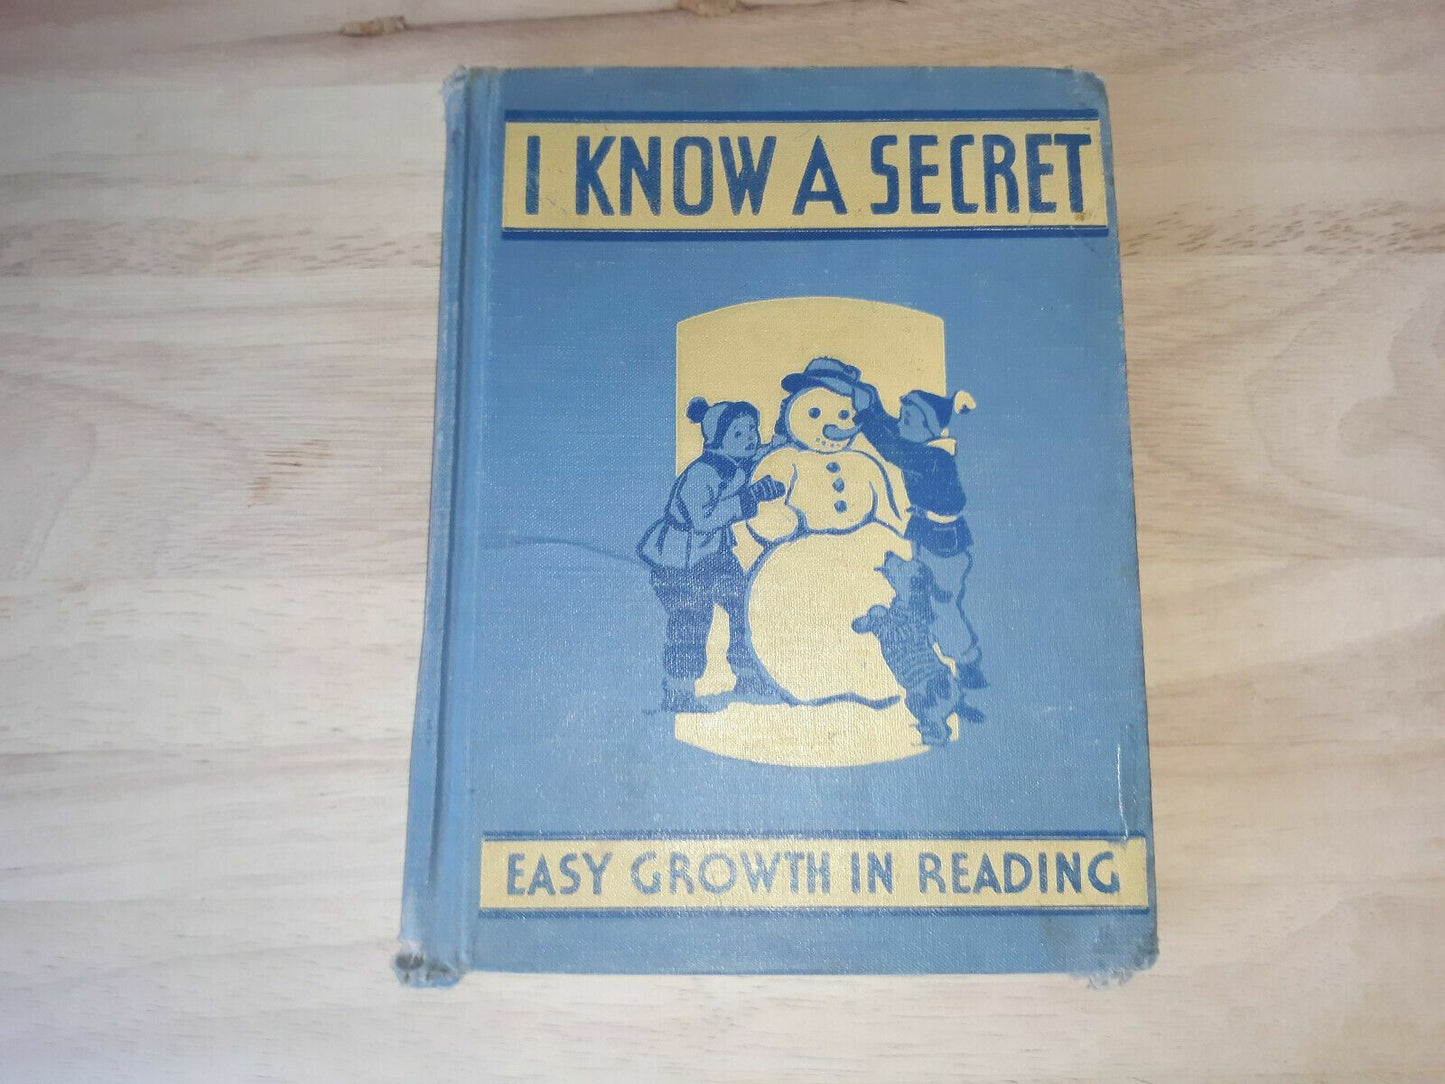 I KNOW A SECRET
EASY GROWTH IN READING